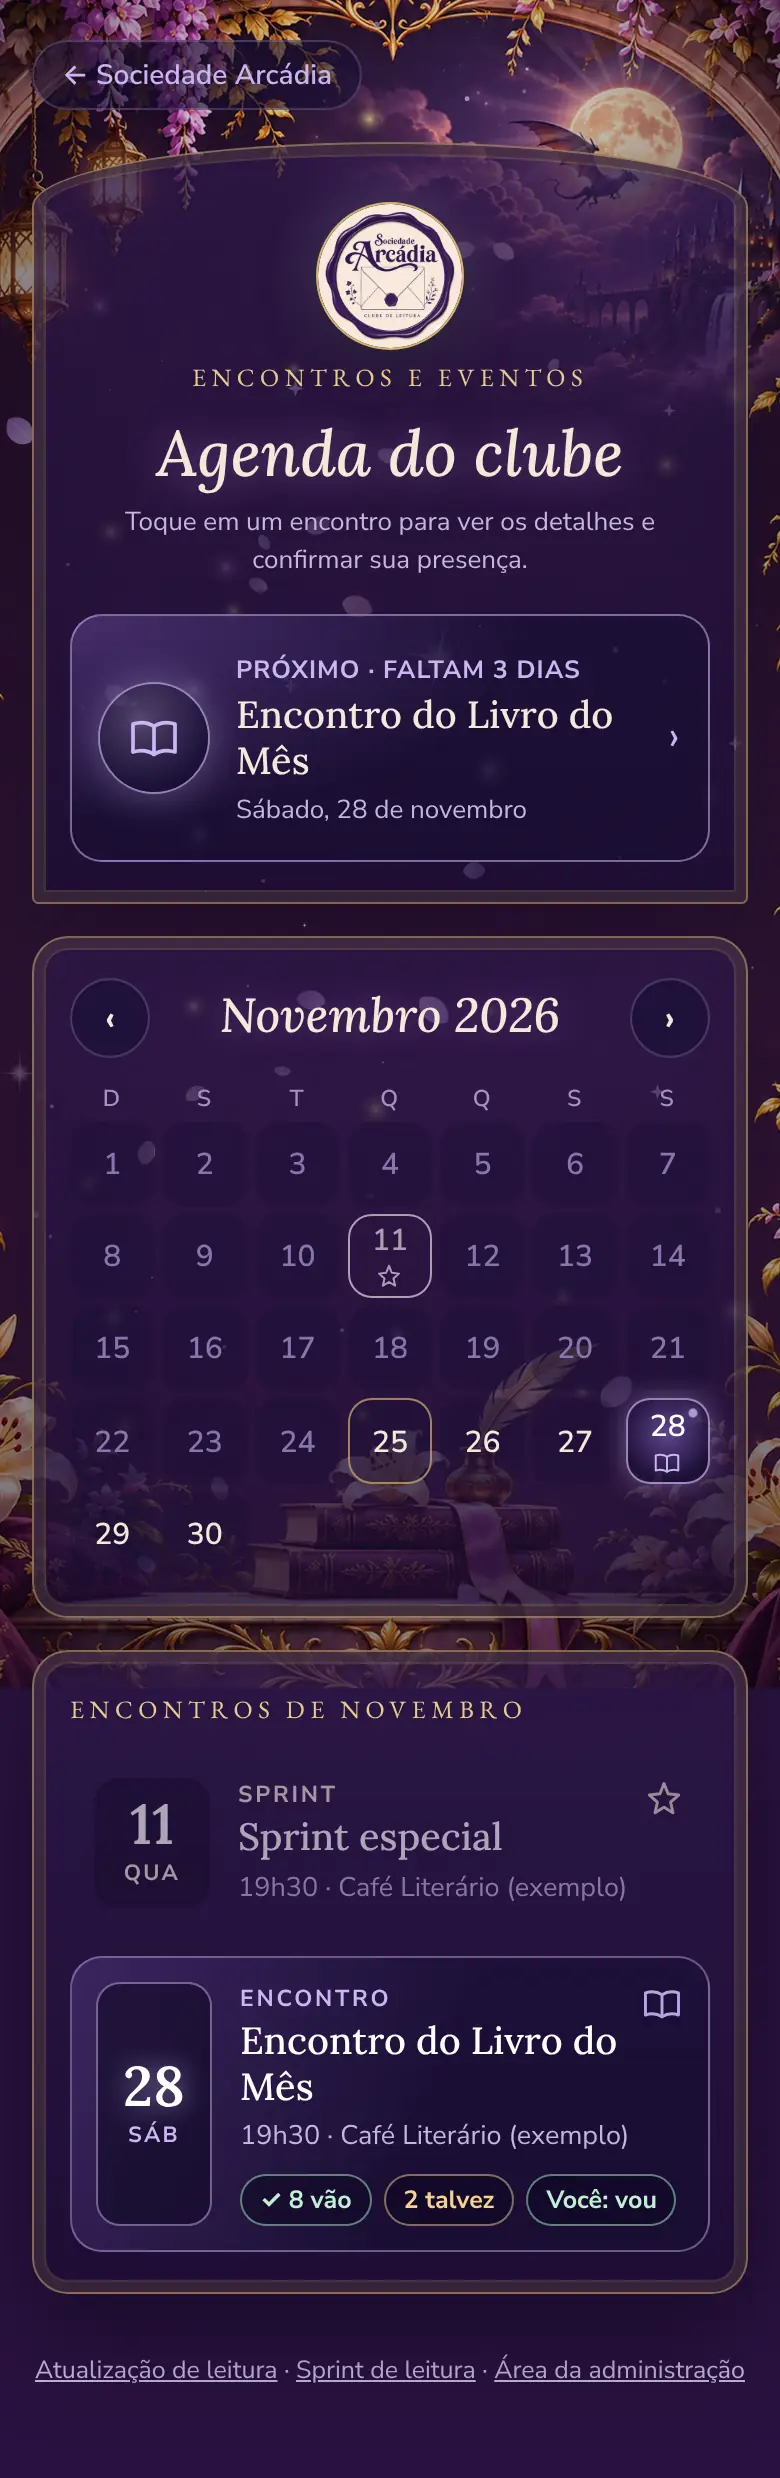 ← Sociedade Arcádia
Sociedade
Arcádia
CLUBE DE LEITURA
ENCONTROS E EVENTOS
Agenda do clube
Toque em um encontro para ver os detalhes e
confirmar sua presença.
PRÓXIMO · FALTAM 3 DIAS
Encontro do Livro do
Mês
Sábado, 28 de novembro
›
‹ Novembro 2026 ›
D S T Q Q S S
1 2 3 4 5 6 7
8 9 10 11 12 13 14
15 16 17 18 19 20 21
22 23 24 25 26 27 28
29 30
ENCONTROS DE NOVEMBRO
11
QUA
SPRINT
Sprint especial
19h30 · Café Literário (exemplo)
28
SÁB
ENCONTRO
Encontro do Livro do
Mês
19h30 · Café Literário (exemplo)
✓ 8 vão 2 talvez Você: vou
Atualização de leitura · Sprint de leitura · Área da administração